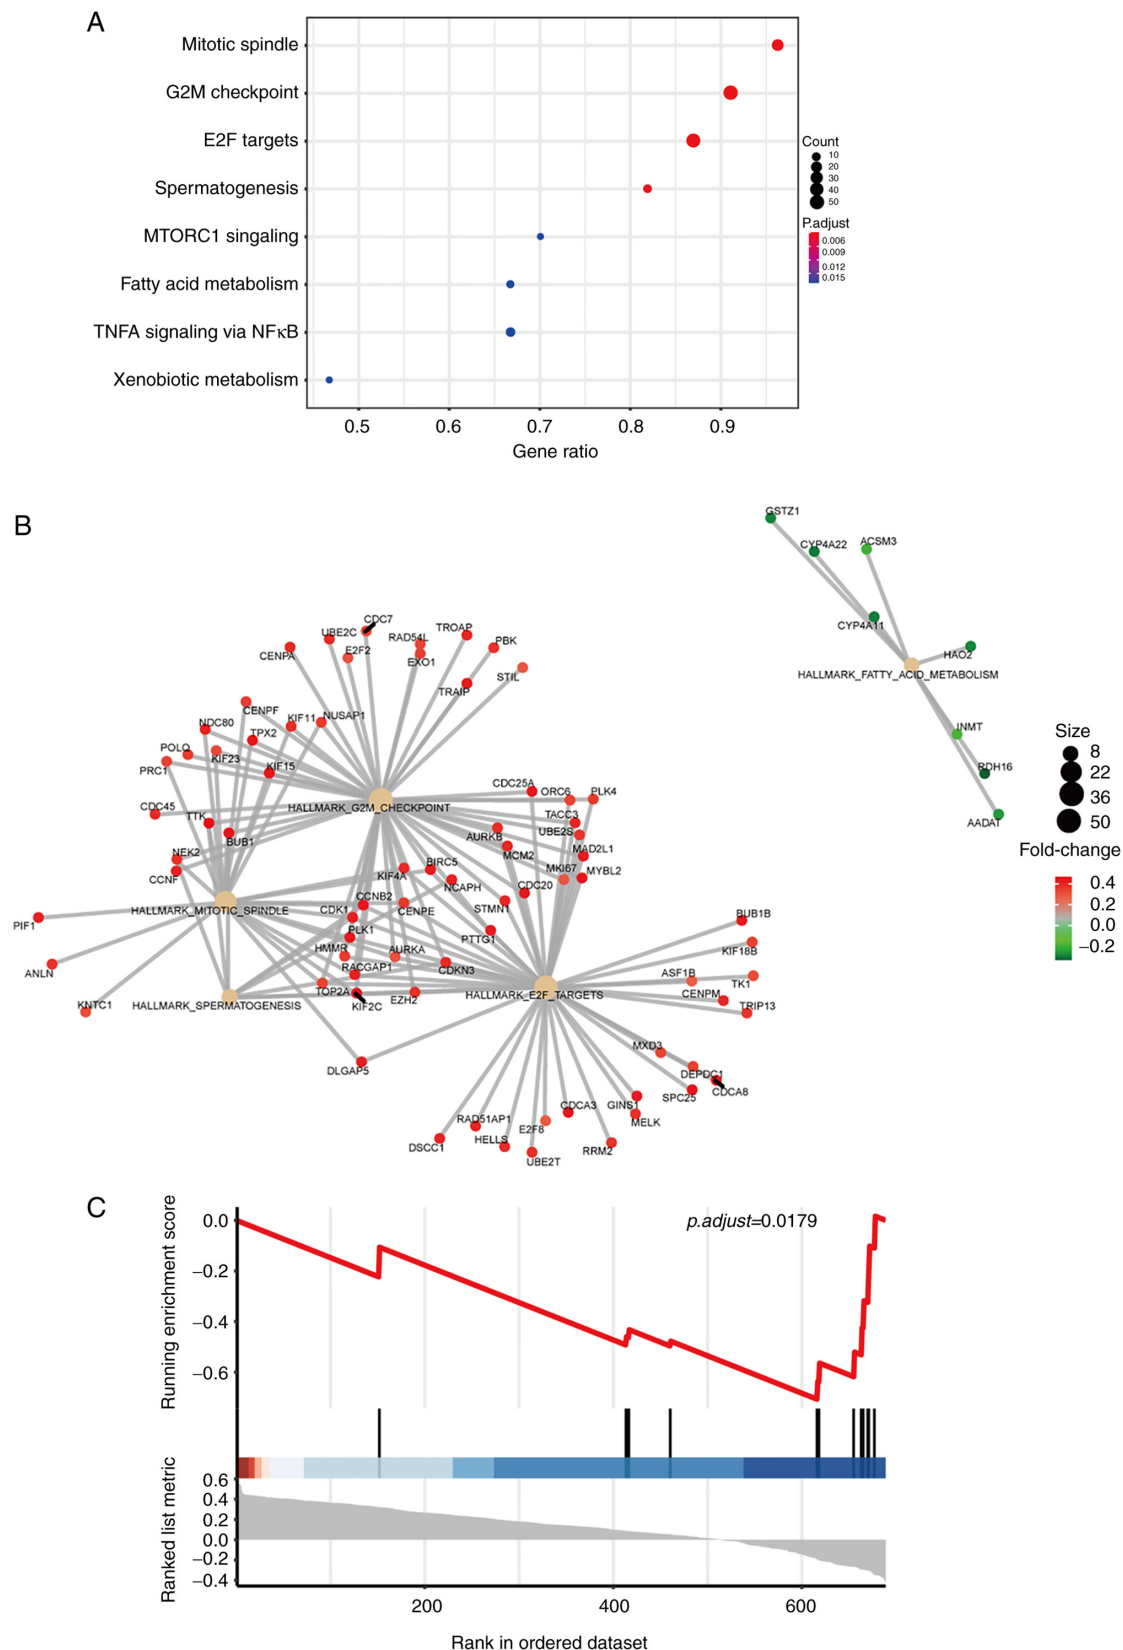 A
Mitotic spindle
G2M checkpoint
E2F targets
Spermatogenesis
MTORC1 singaling
Fatty acid metabolism
TNFA signaling via NFκB
Xenobiotic metabolism
0.5 0.6 0.7 0.8 0.9
Gene ratio
Count
10
20
30
40
50
P.adjust
0.006
0.009
0.012
0.015
B
GSTZ1
CYP4A22 ACSM3
CYP4A11
HAO2
HALLMARK_FATTY_ACID_METABOLISM
INMT
RDH16
AADAT
CDC7
UBE2C
TROAP
RAD54L
PBK
CENPA
E2F2
EXO1
STIL
TRAIP
CENPF
NDC80
KIF11
NUSAP1
TPX2
POLQ
KIF23
PRC1
KIF15
CDC45
TTK
BUB1
NEK2
CCNF
HALLMARK_G2M_CHECKPOINT
CDC25A
ORC6
PLK4
TACC3
AURKB
UBE2S
MCM2
MAD2L1
MKI67
MYBL2
BIRC5
KIF4A
NCAPH
CDC20
CCNB2
STMN1
CDK1
CENPE
HALLMARK_MITOTIC_SPINDLE
PLK1
PTTG1
HMMR
AURKA
RACGAP1
CDKN3
PIF1
ANLN
KNTC1
TOP2A
KIF2C
EZH2
HALLMARK_SPERMATOGENESIS
HALLMARK_E2F_TARGETS
BUB1B
KIF18B
ASF1B
TK1
CENPM
TRIP13
DLGAP5
MXD3
DEPDC1
CDCA8
SPC25
CDCA3
GINS1
MELK
RAD51AP1
E2F8
DSCC1
HELLS
UBE2T
RRM2
Size
8
22
36
50
Fold-change
0.4
0.2
0.0
−0.2
C
p.adjust=0.0179
Running enrichment score
0.0
−0.2
−0.4
−0.6
Ranked list metric
0.6
0.4
0.2
0.0
−0.2
−0.4
200 400 600
Rank in ordered dataset